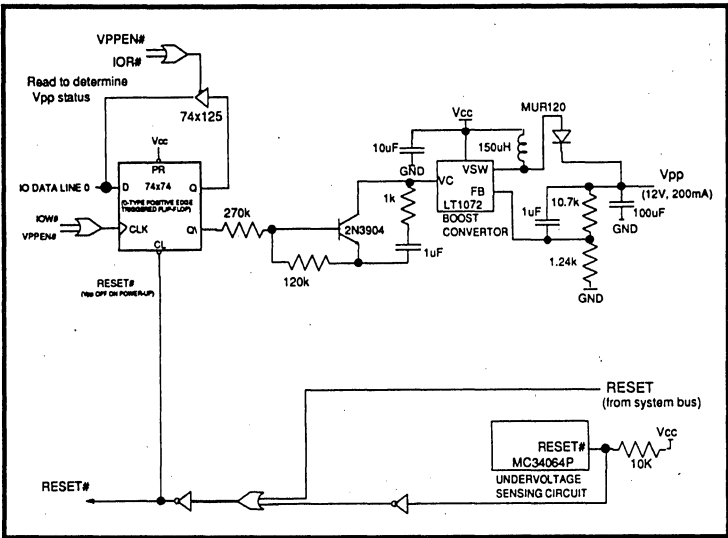 VPPEN#
IOR#
Read to determine
Vpp status
74x125
Vcc
PR
IO DATA LINE 0
D
74x74
Q
(D-TYPE POSITIVE EDGE
TRIGGERED FLIP-FLOP)
IOW#
VPPEN#
CLK
Q\
CL
RESET#
(Vpp OFF ON POWER-UP)
270k
120k
2N3904
10uF
GND
Vcc
150uH
MUR120
VC
VSW
FB
LT1072
BOOST
CONVERTOR
1k
1uF
1uF
10.7k
1.24k
GND
Vpp
(12V, 200mA)
100uF
GND
RESET
(from system bus)
RESET#
MC34064P
UNDERVOLTAGE
SENSING CIRCUIT
Vcc
10K
RESET#